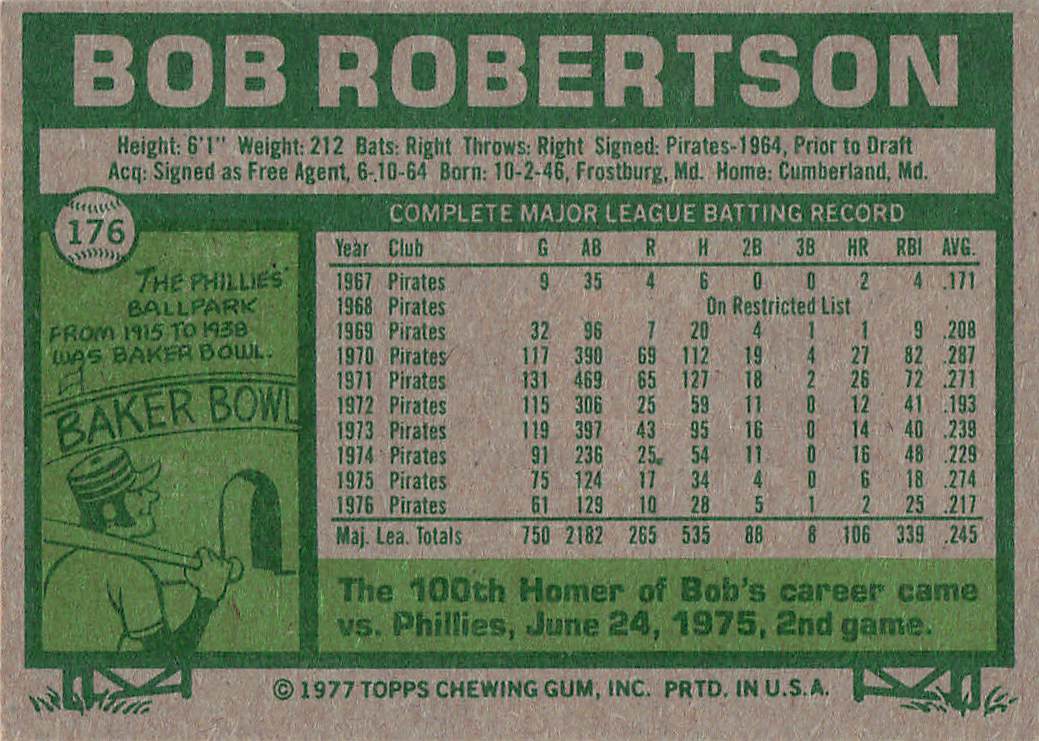 BOB ROBERTSON
Height: 6'1" Weight: 212 Bats: Right Throws: Right Signed: Pirates-1964, Prior to Draft
Acq: Signed as Free Agent, 6-10-64 Born: 10-2-46, Frostburg, Md. Home: Cumberland, Md.
176
THE PHILLIES'
BALLPARK
FROM 1915 TO 1938
WAS BAKER BOWL.
BAKER BOWL
COMPLETE MAJOR LEAGUE BATTING RECORD
Year Club G AB R H 2B 3B HR RBI AVG.
1967 Pirates 9 35 4 6 0 0 2 4 .171
1968 Pirates On Restricted List
1969 Pirates 32 96 7 20 4 1 1 9 .208
1970 Pirates 117 390 69 112 19 4 27 82 .287
1971 Pirates 131 469 65 127 18 2 26 72 .271
1972 Pirates 115 306 25 59 11 0 12 41 .193
1973 Pirates 119 397 43 95 16 0 14 40 .239
1974 Pirates 91 236 25 54 11 0 16 48 .229
1975 Pirates 75 124 17 34 4 0 6 18 .274
1976 Pirates 61 129 10 28 5 1 2 25 .217
Maj. Lea. Totals 750 2182 265 535 88 8 106 339 .245
The 100th Homer of Bob's career came
vs. Phillies, June 24, 1975, 2nd game.
© 1977 TOPPS CHEWING GUM, INC. PRTD. IN U.S.A.